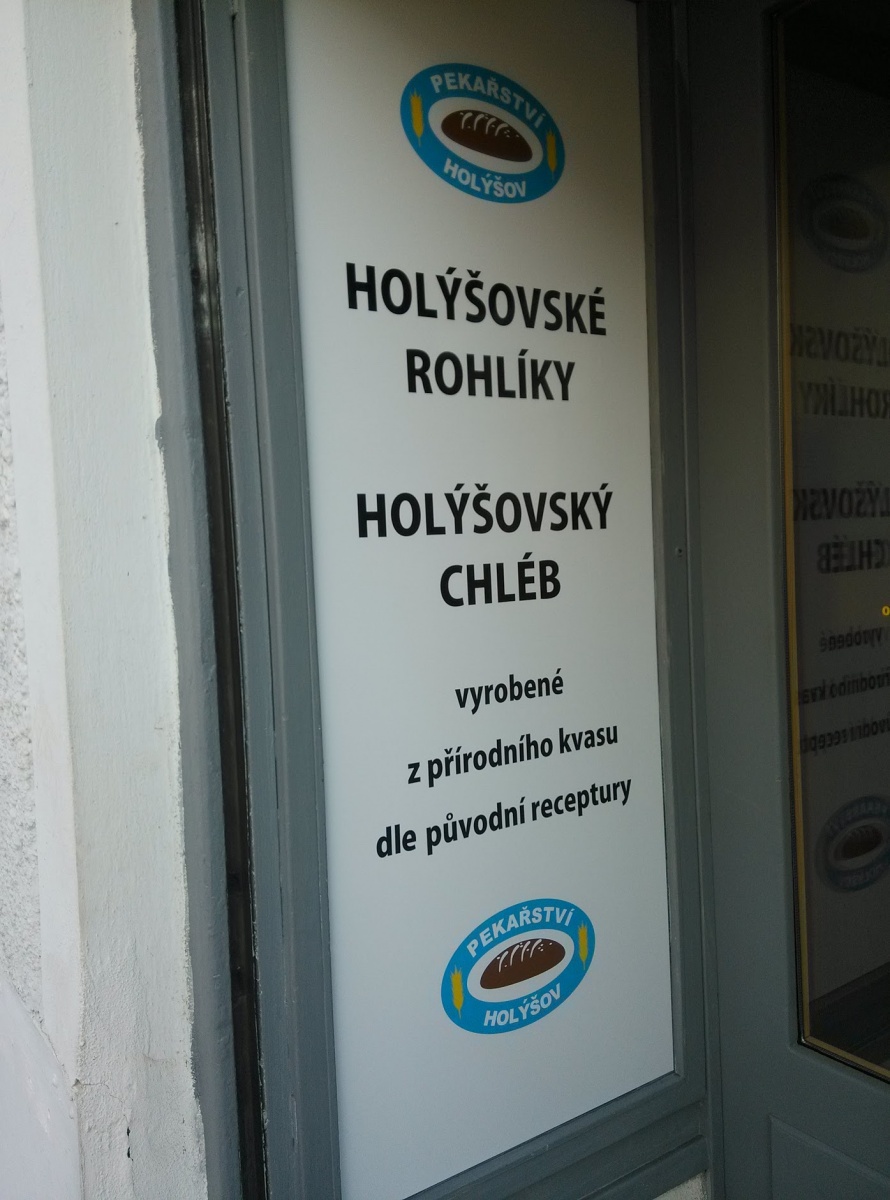 PEKAŘSTVÍ
HOLÝŠOV
HOLÝŠOVSKÉ
ROHLÍKY
HOLÝŠOVSKÝ
CHLÉB
vyrobené
z přírodního kvasu
dle původní receptury
PEKAŘSTVÍ
HOLÝŠOV